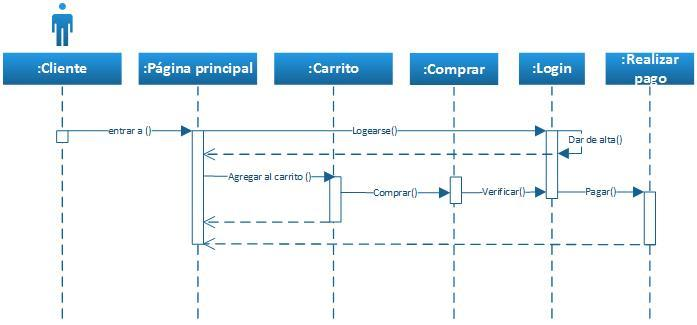 :Cliente
:Página principal
:Carrito
:Comprar
:Login
:Realizar
pago
entrar a ()
Logearse()
Dar de alta()
Agregar al carrito ()
Comprar()
Verificar()
Pagar()